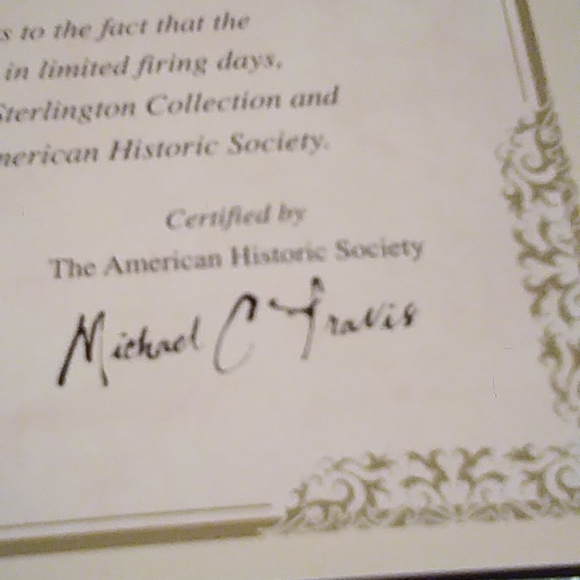 s to the fact that the
in limited firing days,
Sterlington Collection and
merican Historic Society.
Certified by
The American Historic Society
Michael C Travis